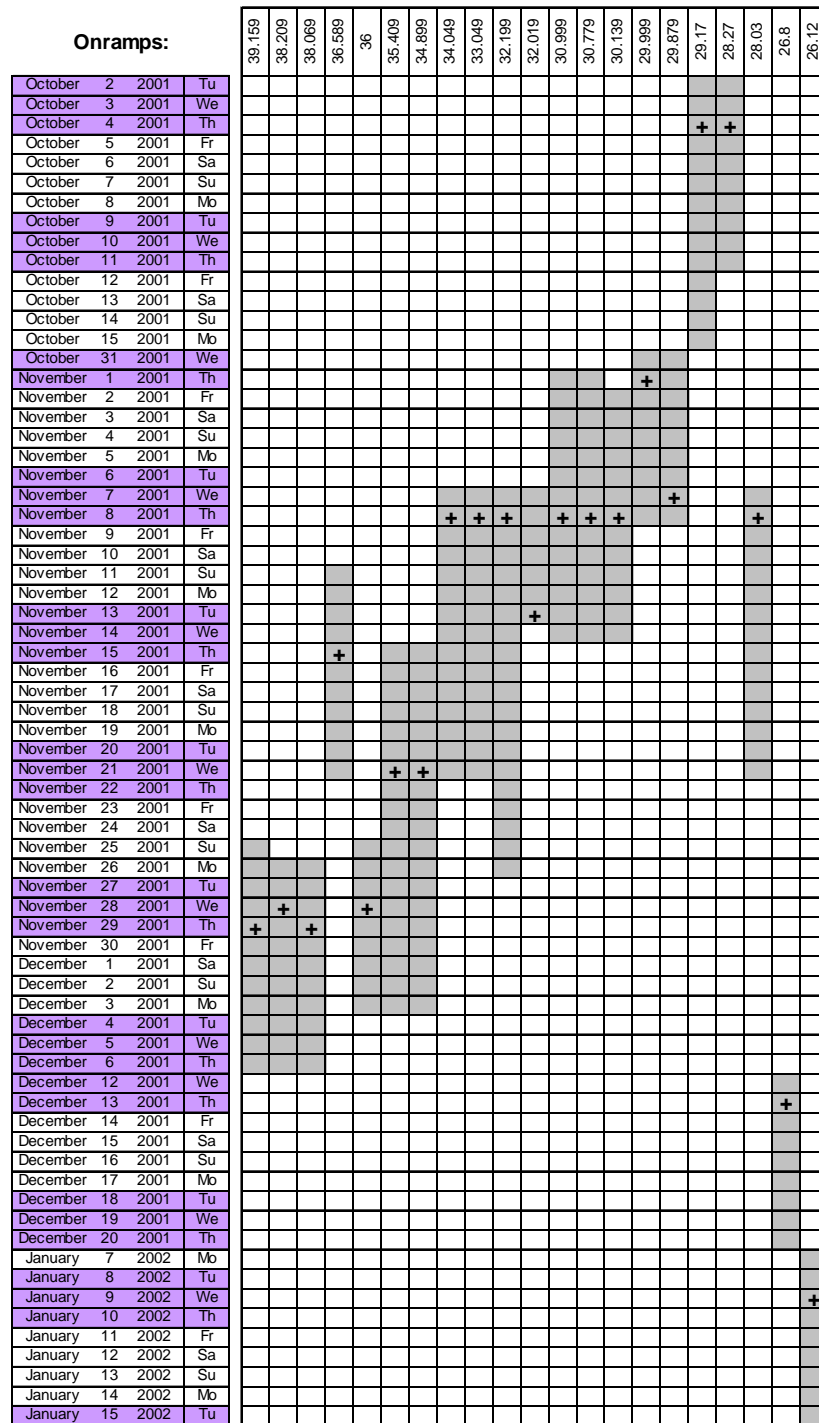 Onramps: 39.159 38.209 38.069 36.589 36 35.409 34.899 34.049 33.049 32.199 32.019 30.999 30.779 30.139 29.999 29.879 29.17 28.27 28.03 26.8 26.12
October 2 2001 Tu
October 3 2001 We
October 4 2001 Th + +
October 5 2001 Fr
October 6 2001 Sa
October 7 2001 Su
October 8 2001 Mo
October 9 2001 Tu
October 10 2001 We
October 11 2001 Th
October 12 2001 Fr
October 13 2001 Sa
October 14 2001 Su
October 15 2001 Mo
October 31 2001 We
November 1 2001 Th +
November 2 2001 Fr
November 3 2001 Sa
November 4 2001 Su
November 5 2001 Mo
November 6 2001 Tu
November 7 2001 We +
November 8 2001 Th + + + + + + +
November 9 2001 Fr
November 10 2001 Sa
November 11 2001 Su
November 12 2001 Mo
November 13 2001 Tu +
November 14 2001 We
November 15 2001 Th +
November 16 2001 Fr
November 17 2001 Sa
November 18 2001 Su
November 19 2001 Mo
November 20 2001 Tu
November 21 2001 We + +
November 22 2001 Th
November 23 2001 Fr
November 24 2001 Sa
November 25 2001 Su
November 26 2001 Mo
November 27 2001 Tu
November 28 2001 We + +
November 29 2001 Th + +
November 30 2001 Fr
December 1 2001 Sa
December 2 2001 Su
December 3 2001 Mo
December 4 2001 Tu
December 5 2001 We
December 6 2001 Th
December 12 2001 We
December 13 2001 Th +
December 14 2001 Fr
December 15 2001 Sa
December 16 2001 Su
December 17 2001 Mo
December 18 2001 Tu
December 19 2001 We
December 20 2001 Th
January 7 2002 Mo
January 8 2002 Tu
January 9 2002 We +
January 10 2002 Th
January 11 2002 Fr
January 12 2002 Sa
January 13 2002 Su
January 14 2002 Mo
January 15 2002 Tu